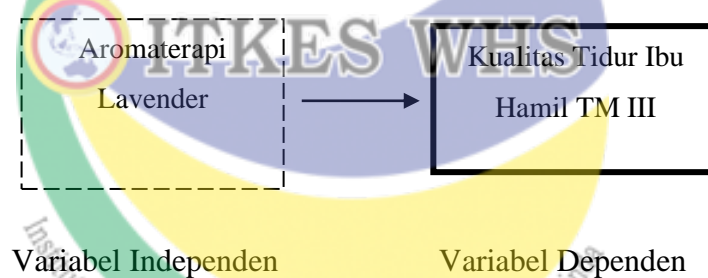 ITKES WHS
Aromaterapi
Lavender
Kualitas Tidur Ibu
Hamil TM III
Variabel Independen
Variabel Dependen